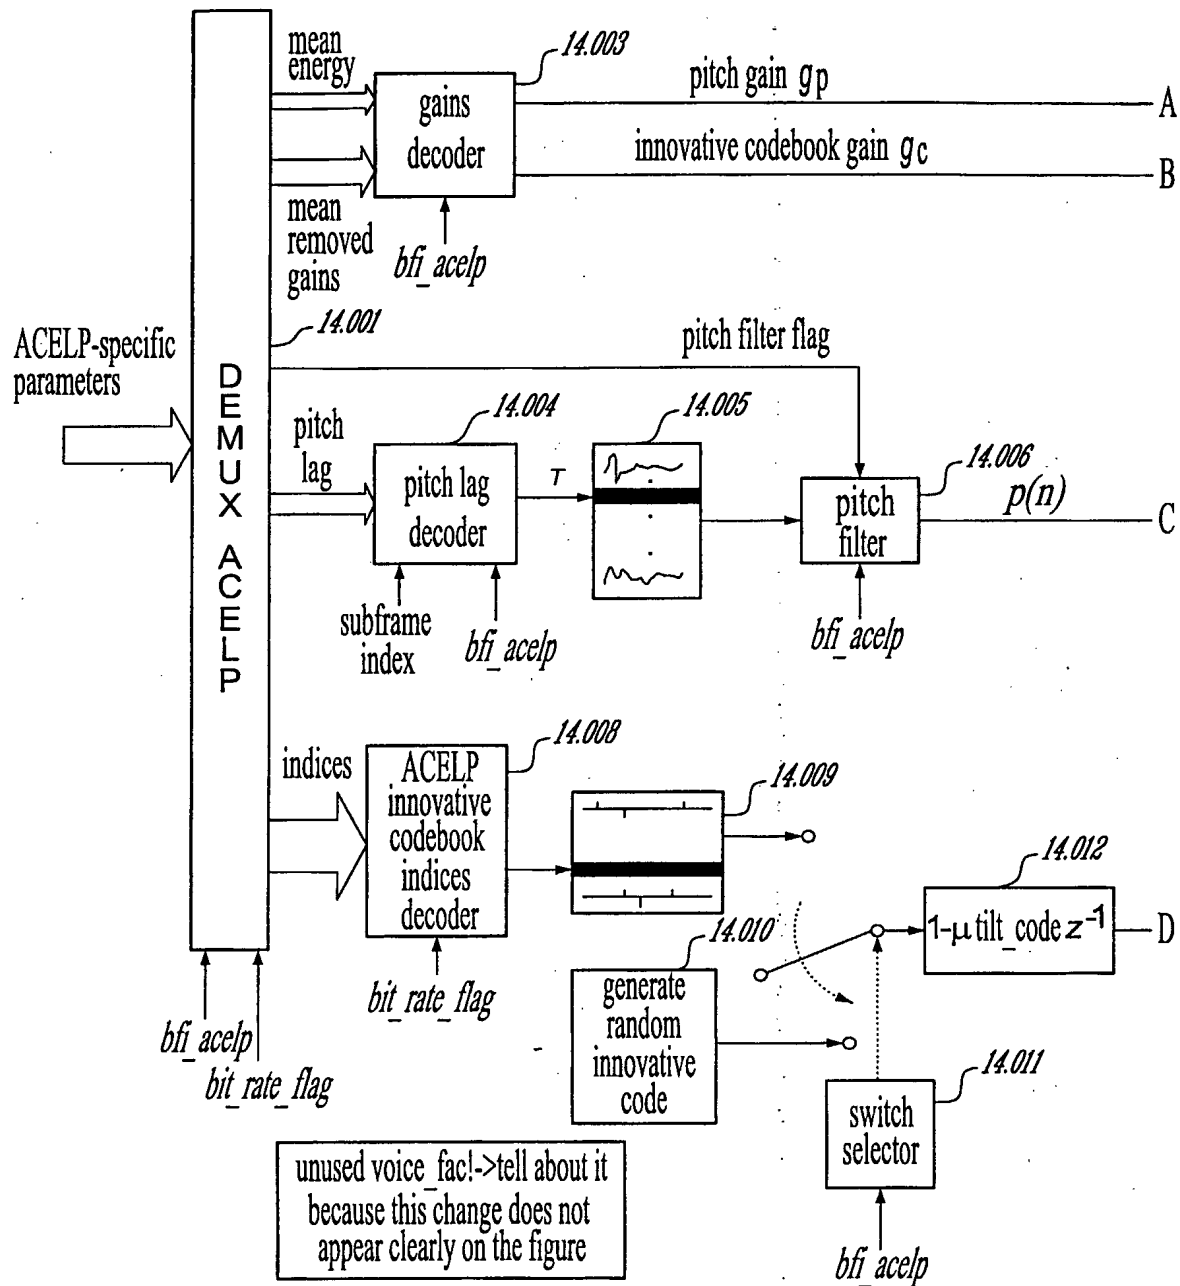 mean
energy
14.003
gains
decoder
pitch gain gp
A
innovative codebook gain gc
B
mean
removed
gains
bfi_acelp
14.001
ACELP-specific
parameters
DEMUX ACELP
pitch filter flag
pitch
lag
14.004
pitch lag
decoder
T
14.005
14.006
pitch
filter
p(n)
C
subframe
index
bfi_acelp
bfi_acelp
indices
14.008
ACELP
innovative
codebook
indices
decoder
14.009
14.012
1-μ tilt_code z⁻¹
D
14.010
generate
random
innovative
code
bit_rate_flag
bfi_acelp
bit_rate_flag
14.011
switch
selector
bfi_acelp
unused voice_fac!->tell about it
because this change does not
appear clearly on the figure